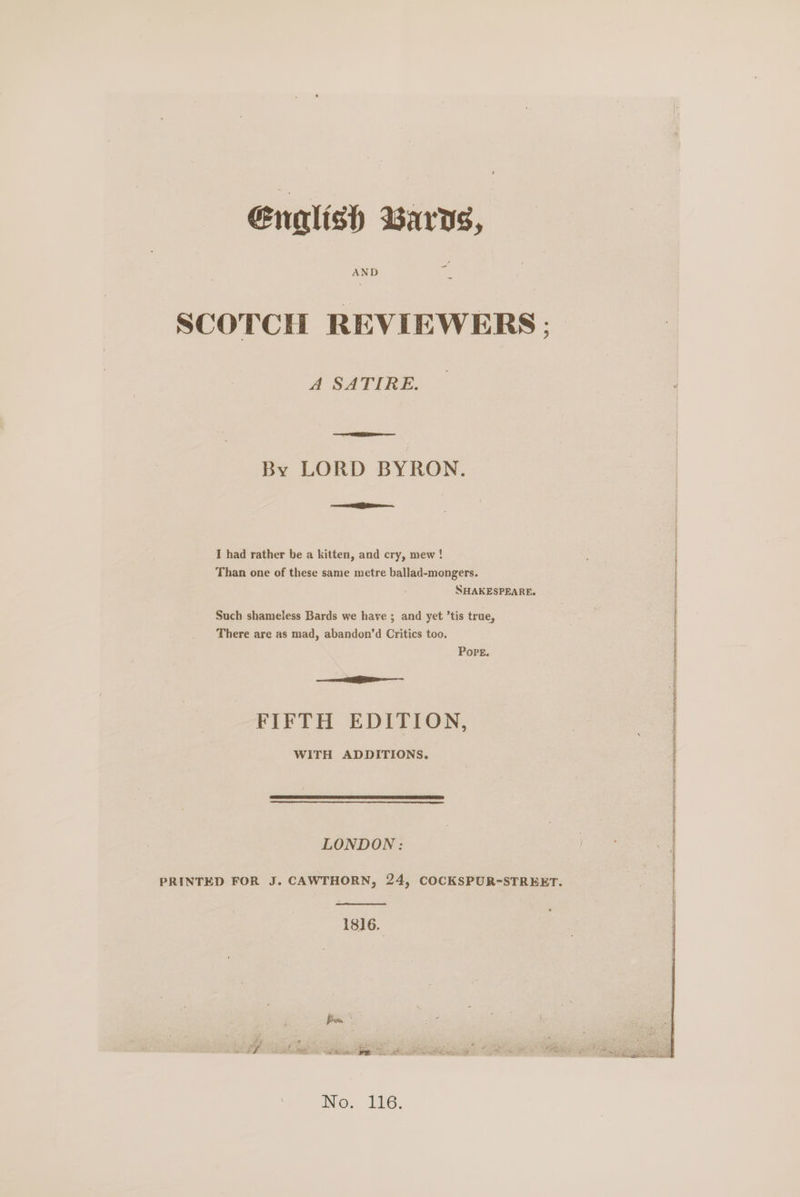 English Bards,
AND
SCOTCH REVIEWERS;
A SATIRE.
By LORD BYRON.
I had rather be a kitten, and cry, mew!
Than one of these same metre ballad-mongers.
SHAKESPEARE.
Such shameless Bards we have; and yet 'tis true,
There are as mad, abandon'd Critics too.
POPE.
FIFTH EDITION,
WITH ADDITIONS.
LONDON:
PRINTED FOR J. CAWTHORN, 24, COCKSPUR-STREET.
1816.
No. 116.